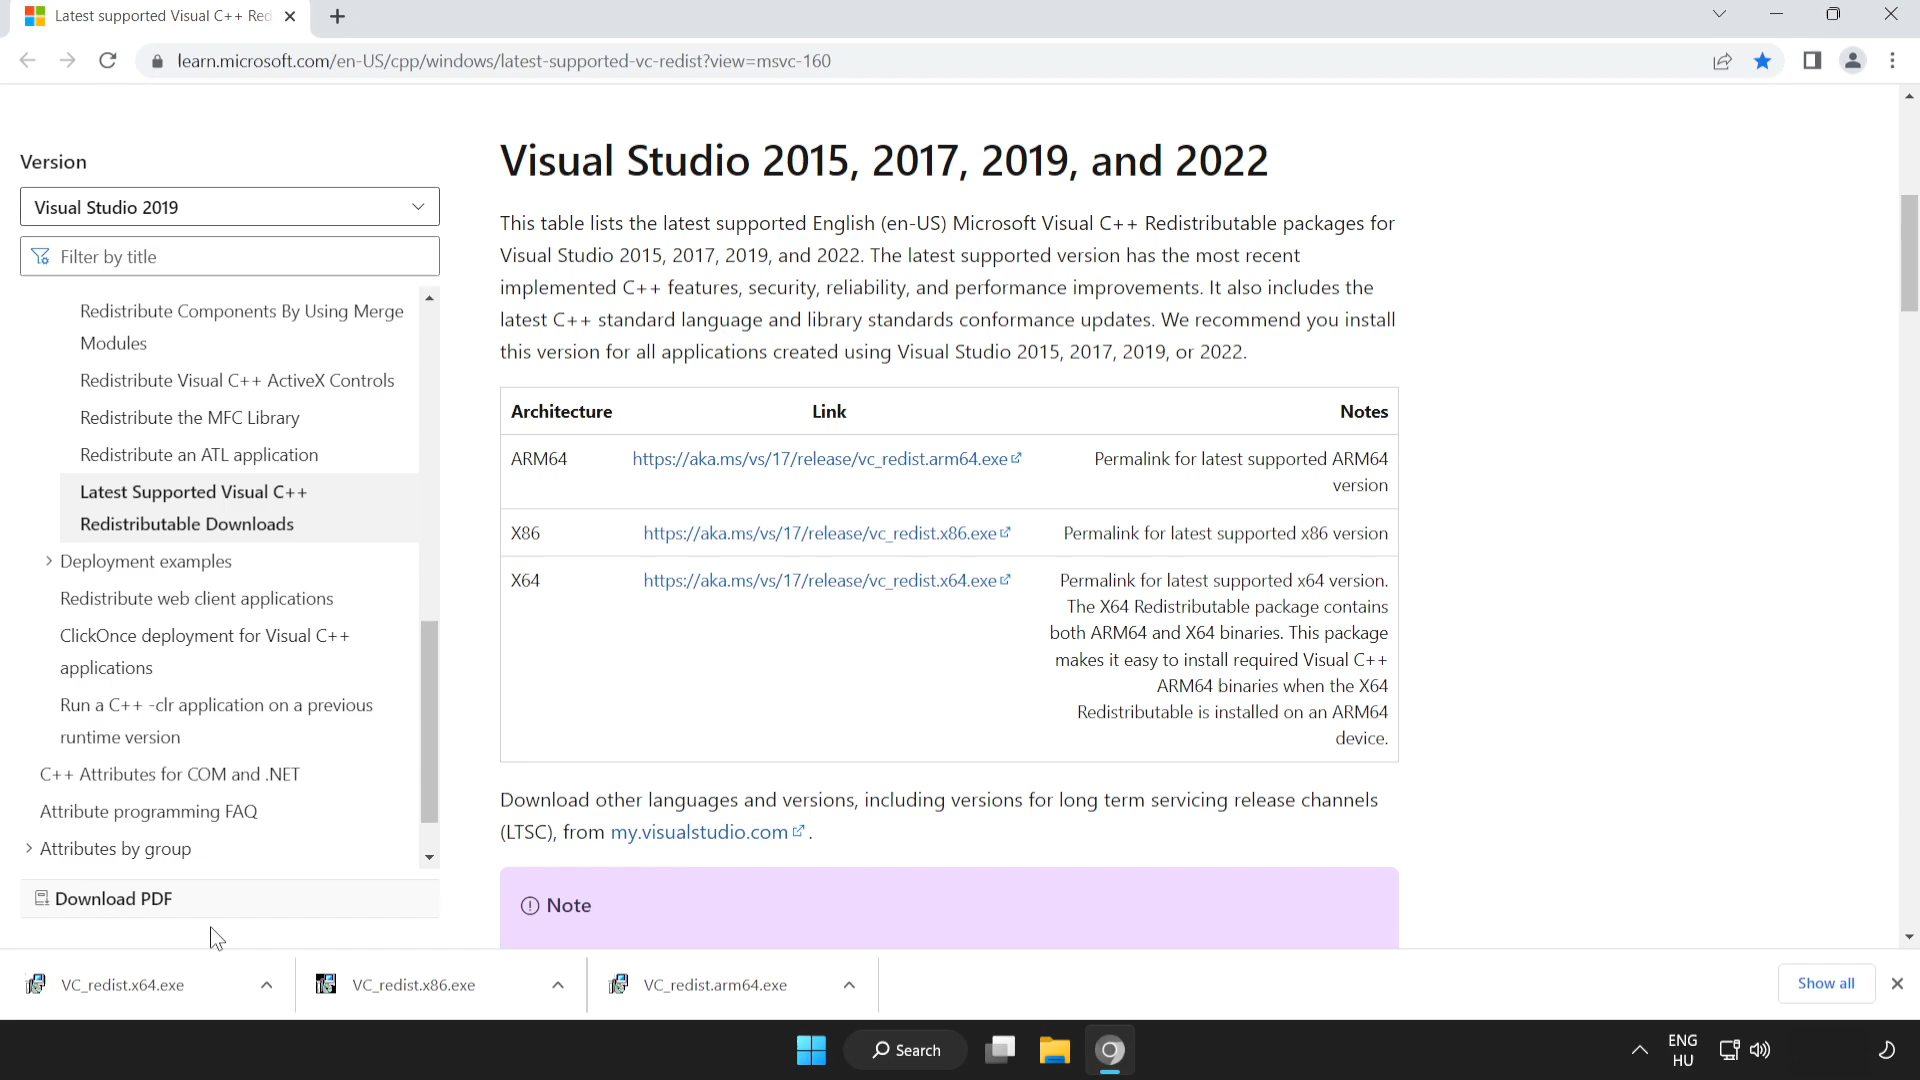 Latest supported Visual C++ Red
learn.microsoft.com/en-US/cpp/windows/latest-supported-vc-redist?view=msvc-160
Version
Visual Studio 2019
Filter by title
Redistribute Components By Using Merge
Modules
Redistribute Visual C++ ActiveX Controls
Redistribute the MFC Library
Redistribute an ATL application
Latest Supported Visual C++
Redistributable Downloads
Deployment examples
Redistribute web client applications
ClickOnce deployment for Visual C++
applications
Run a C++ -clr application on a previous
runtime version
C++ Attributes for COM and .NET
Attribute programming FAQ
Attributes by group
Download PDF
Visual Studio 2015, 2017, 2019, and 2022
This table lists the latest supported English (en-US) Microsoft Visual C++ Redistributable packages for
Visual Studio 2015, 2017, 2019, and 2022. The latest supported version has the most recent
implemented C++ features, security, reliability, and performance improvements. It also includes the
latest C++ standard language and library standards conformance updates. We recommend you install
this version for all applications created using Visual Studio 2015, 2017, 2019, or 2022.
Architecture Link Notes
ARM64 https://aka.ms/vs/17/release/vc_redist.arm64.exe Permalink for latest supported ARM64
version
X86 https://aka.ms/vs/17/release/vc_redist.x86.exe Permalink for latest supported x86 version
X64 https://aka.ms/vs/17/release/vc_redist.x64.exe Permalink for latest supported x64 version.
The X64 Redistributable package contains
both ARM64 and X64 binaries. This package
makes it easy to install required Visual C++
ARM64 binaries when the X64
Redistributable is installed on an ARM64
device.
Download other languages and versions, including versions for long term servicing release channels
(LTSC), from my.visualstudio.com .
Note
VC_redist.x64.exe
VC_redist.x86.exe
VC_redist.arm64.exe
Show all
Search
ENG
HU